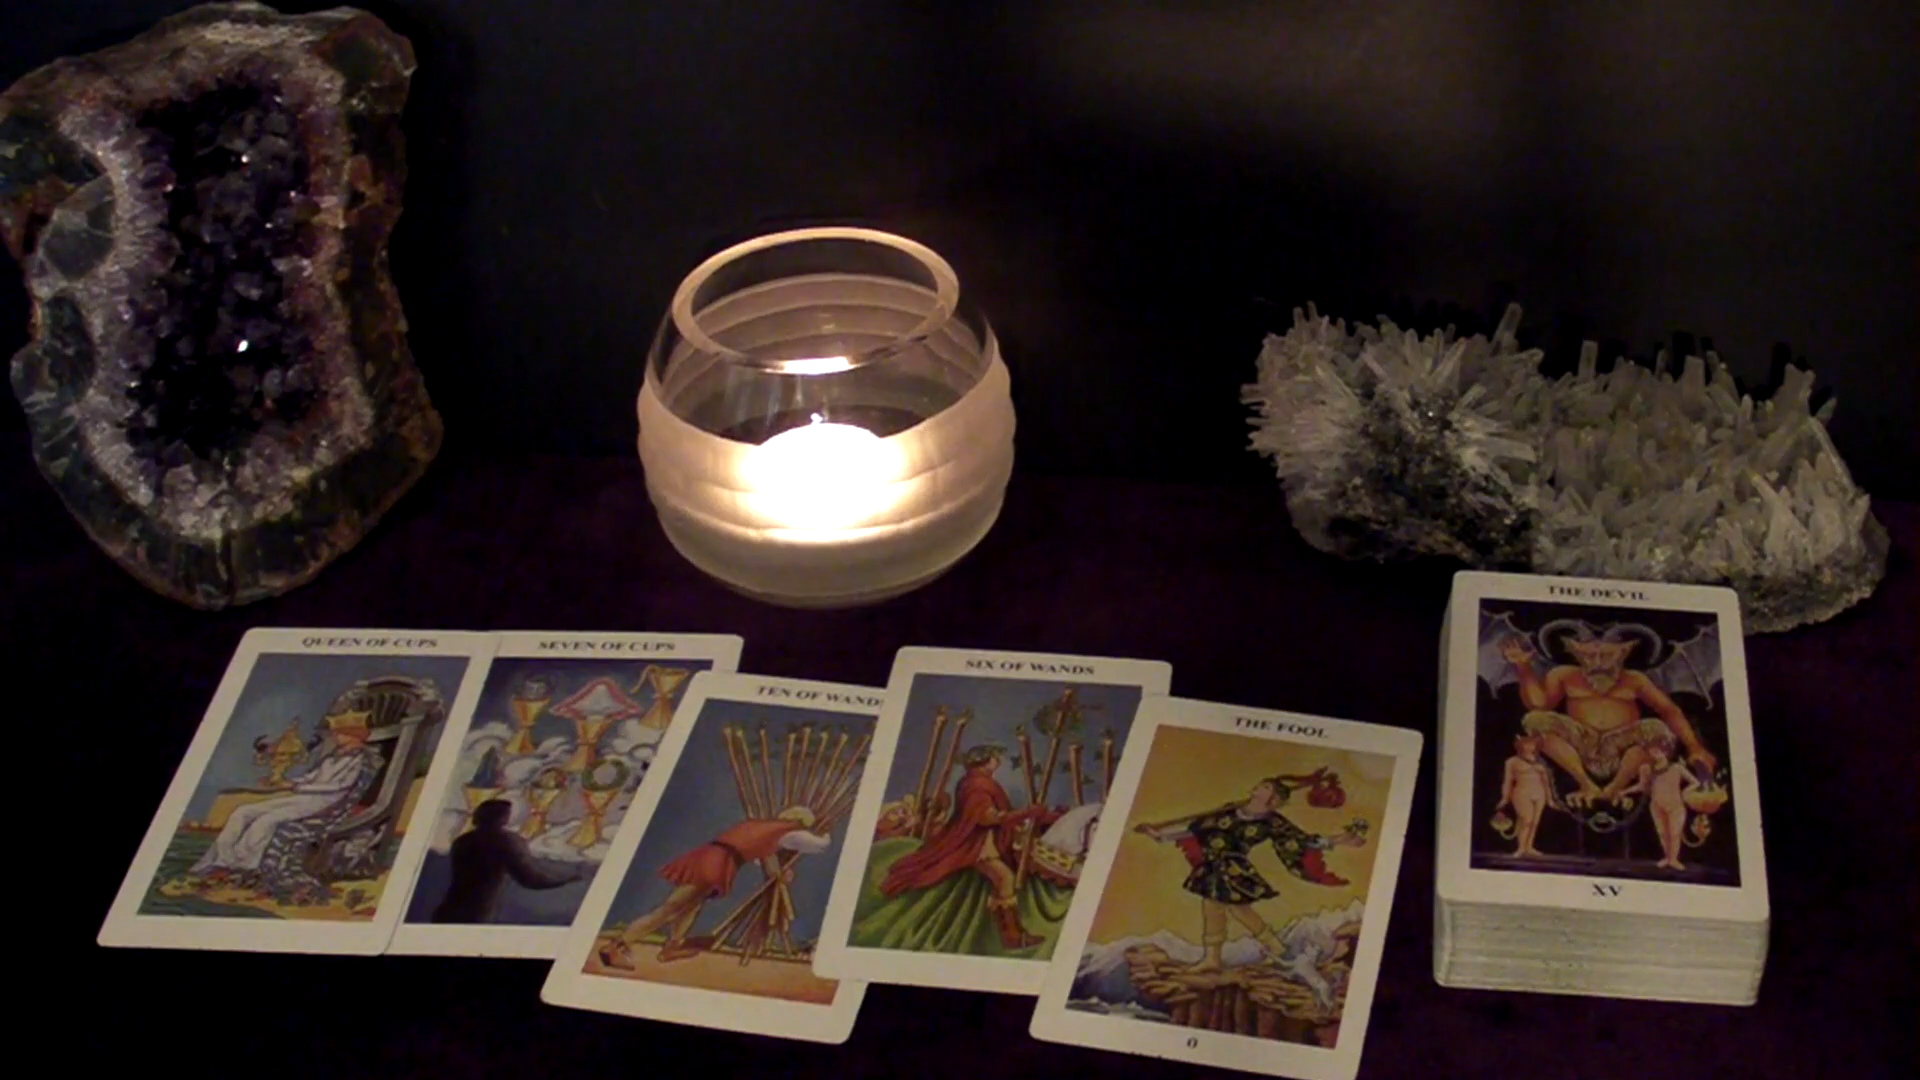 QUEEN OF CUPS
SEVEN OF CUPS
TEN OF WANDS
SIX OF WANDS
THE FOOL
0
THE DEVIL
XV